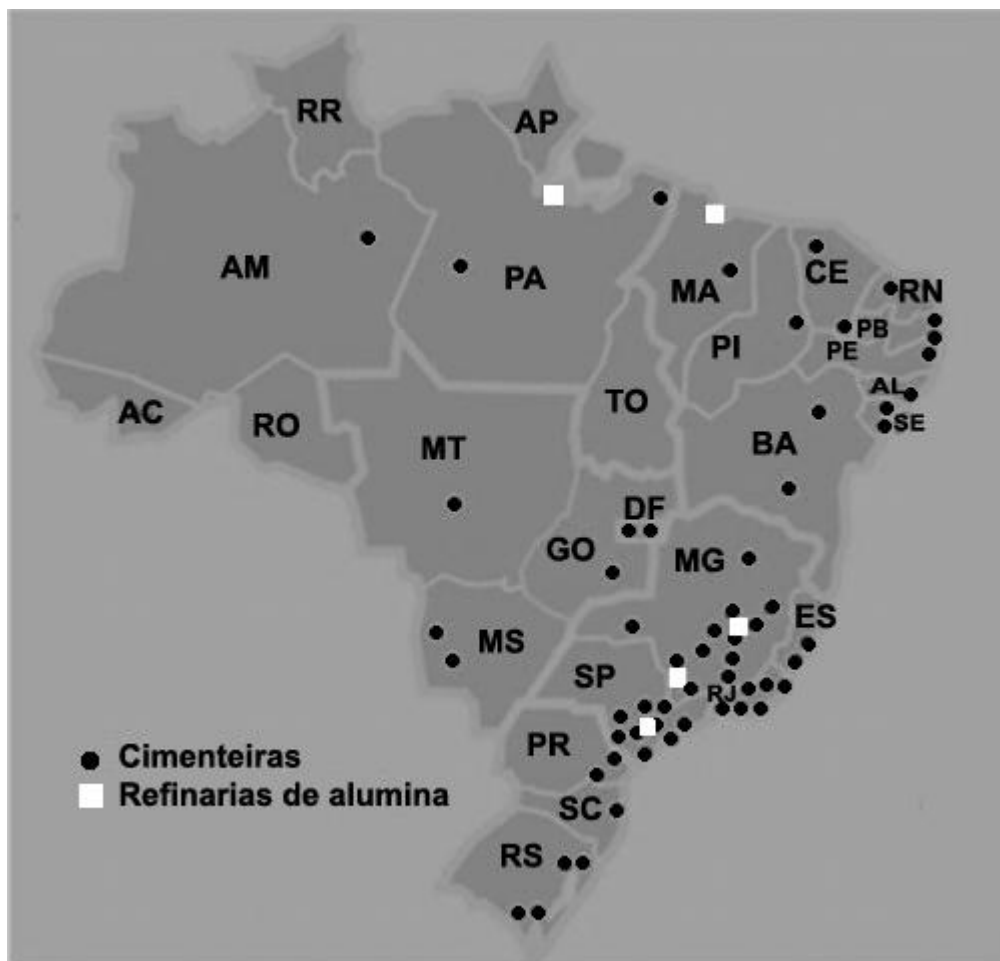 RR
AP
AM
PA
MA
CE
RN
PB
PI
PE
AC
RO
TO
AL
SE
MT
BA
DF
GO
MG
ES
MS
SP
RJ
PR
Cimenteiras
Refinarias de alumina
SC
RS